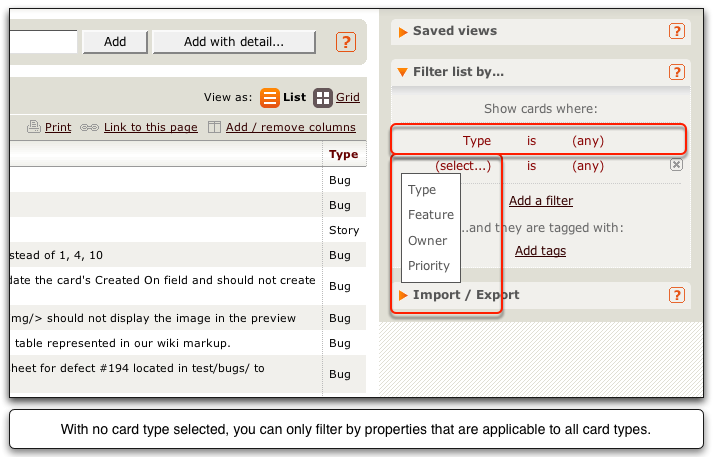 Add
Add with detail...
?
View as: List Grid
Print Link to this page Add / remove columns
Type
Bug
Bug
Story
stead of 1, 4, 10 Bug
date the card's Created On field and should not create Bug
mg/> should not display the image in the preview Bug
table represented in our wiki markup. Bug
heet for defect #194 located in test/bugs/ to Bug
Saved views ?
Filter list by... ?
Show cards where:
Type is (any)
(select...) is (any)
Type
Feature
Owner
Priority
Add a filter
...and they are tagged with:
Add tags
Import / Export ?
With no card type selected, you can only filter by properties that are applicable to all card types.